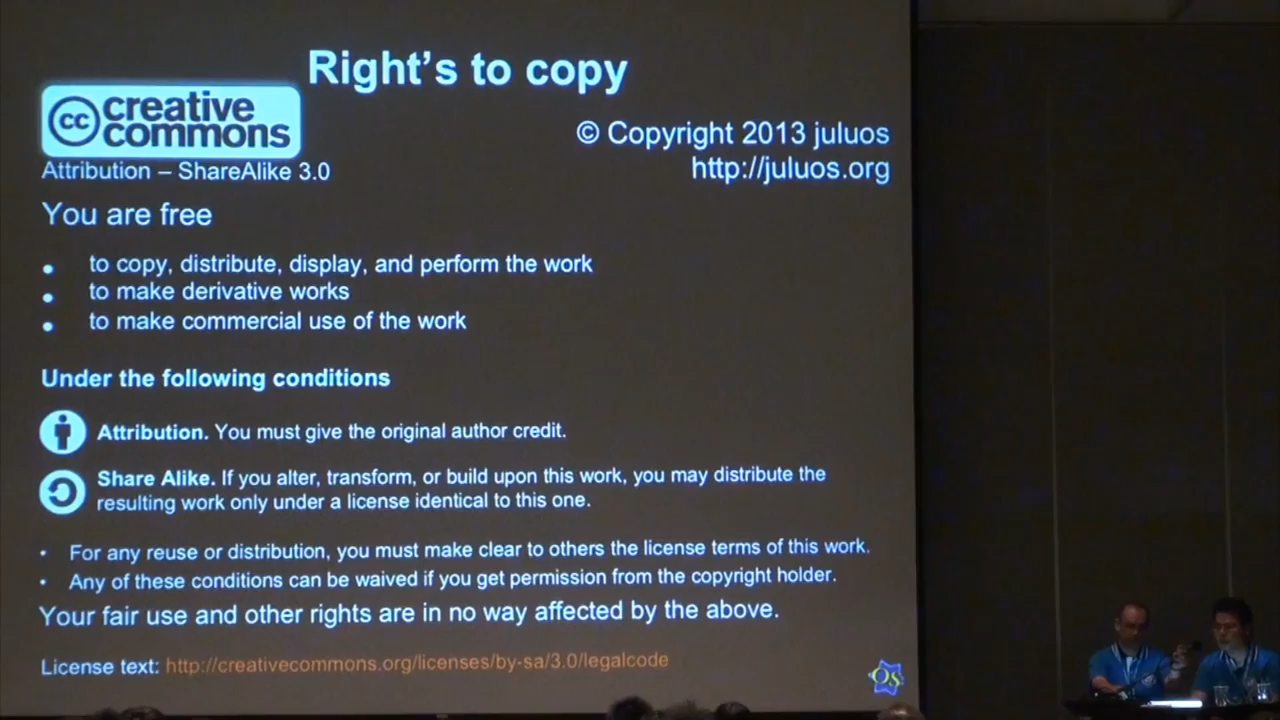 Right's to copy
cc creative commons
© Copyright 2013 juluos
Attribution – ShareAlike 3.0
http://juluos.org
You are free
• to copy, distribute, display, and perform the work
• to make derivative works
• to make commercial use of the work
Under the following conditions
Attribution. You must give the original author credit.
Share Alike. If you alter, transform, or build upon this work, you may distribute the
resulting work only under a license identical to this one.
• For any reuse or distribution, you must make clear to others the license terms of this work.
• Any of these conditions can be waived if you get permission from the copyright holder.
Your fair use and other rights are in no way affected by the above.
License text: http://creativecommons.org/licenses/by-sa/3.0/legalcode
Os